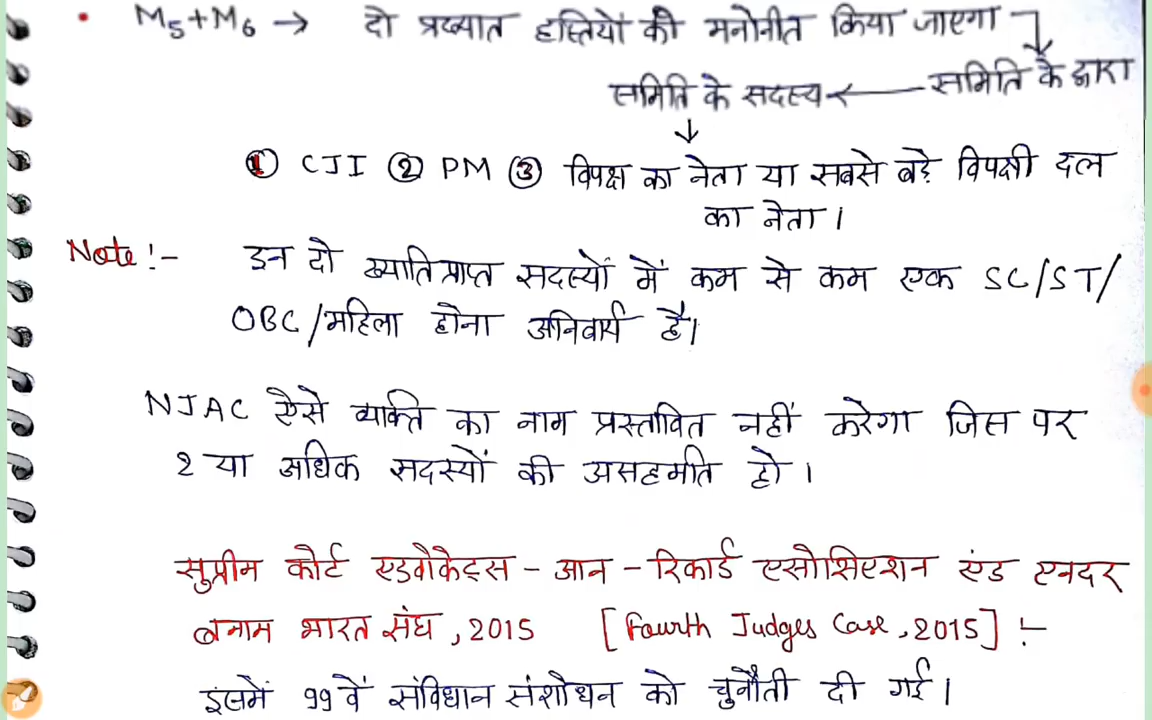 • M5+M6 → दो प्रख्यात हस्तियों को मनोनीत किया जाएगा
समिति के सदस्य ← समिति के द्वारा
① CJI ② PM ③ विपक्ष का नेता या सबसे बड़े विपक्षी दल
का नेता।
Note:- इन दो ख्यातिप्राप्त सदस्यों में कम से कम एक SC/ST/
OBC/महिला होना अनिवार्य है।
NJAC ऐसे व्यक्ति का नाम प्रस्तावित नहीं करेगा जिस पर
2 या अधिक सदस्यों की असहमति हो।
सुप्रीम कोर्ट एडवोकेट्स - आन - रिकार्ड एसोसिएशन एंड एनदर
बनाम भारत संघ, 2015 [Fourth Judges Case, 2015] :-
इसमें 99वें संविधान संशोधन को चुनौती दी गई।